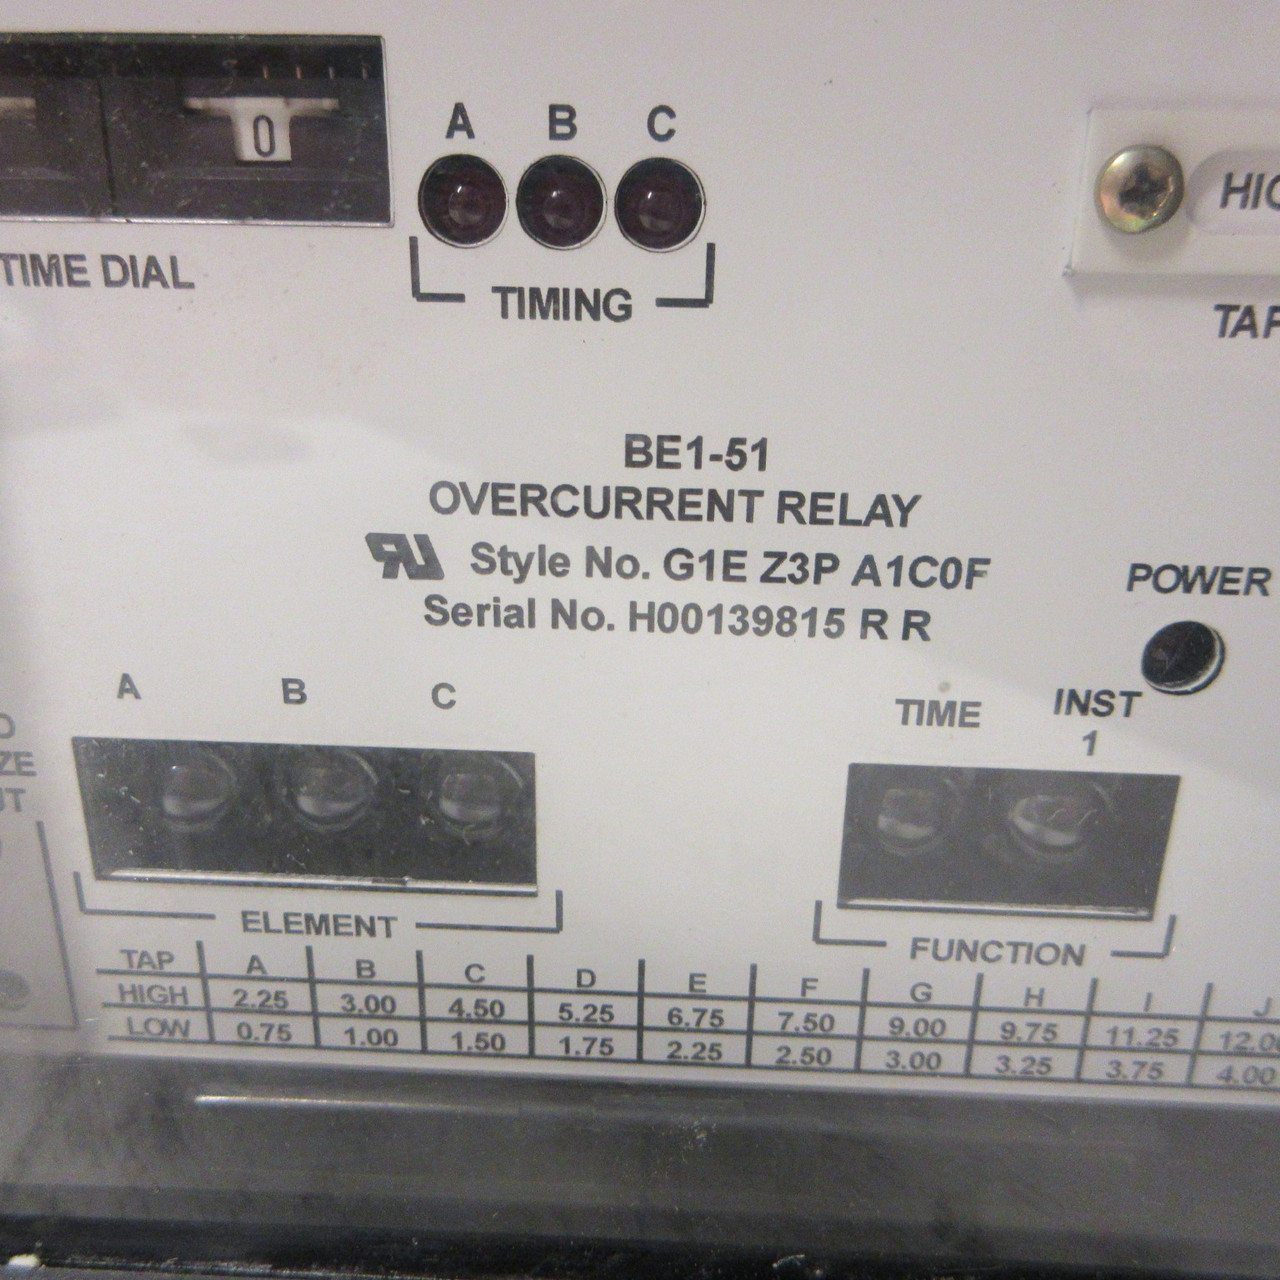 0
A B C
TIME DIAL
TIMING
BE1-51
OVERCURRENT RELAY
Style No. G1E Z3P A1C0F
Serial No. H00139815 R R
POWER
A B C
TIME INST
1
ELEMENT
FUNCTION
TAP A B C D E F G H I J
HIGH 2.25 3.00 4.50 5.25 6.75 7.50 9.00 9.75 11.25
LOW 0.75 1.00 1.50 1.75 2.25 2.50 3.00 3.25 3.75 4.00